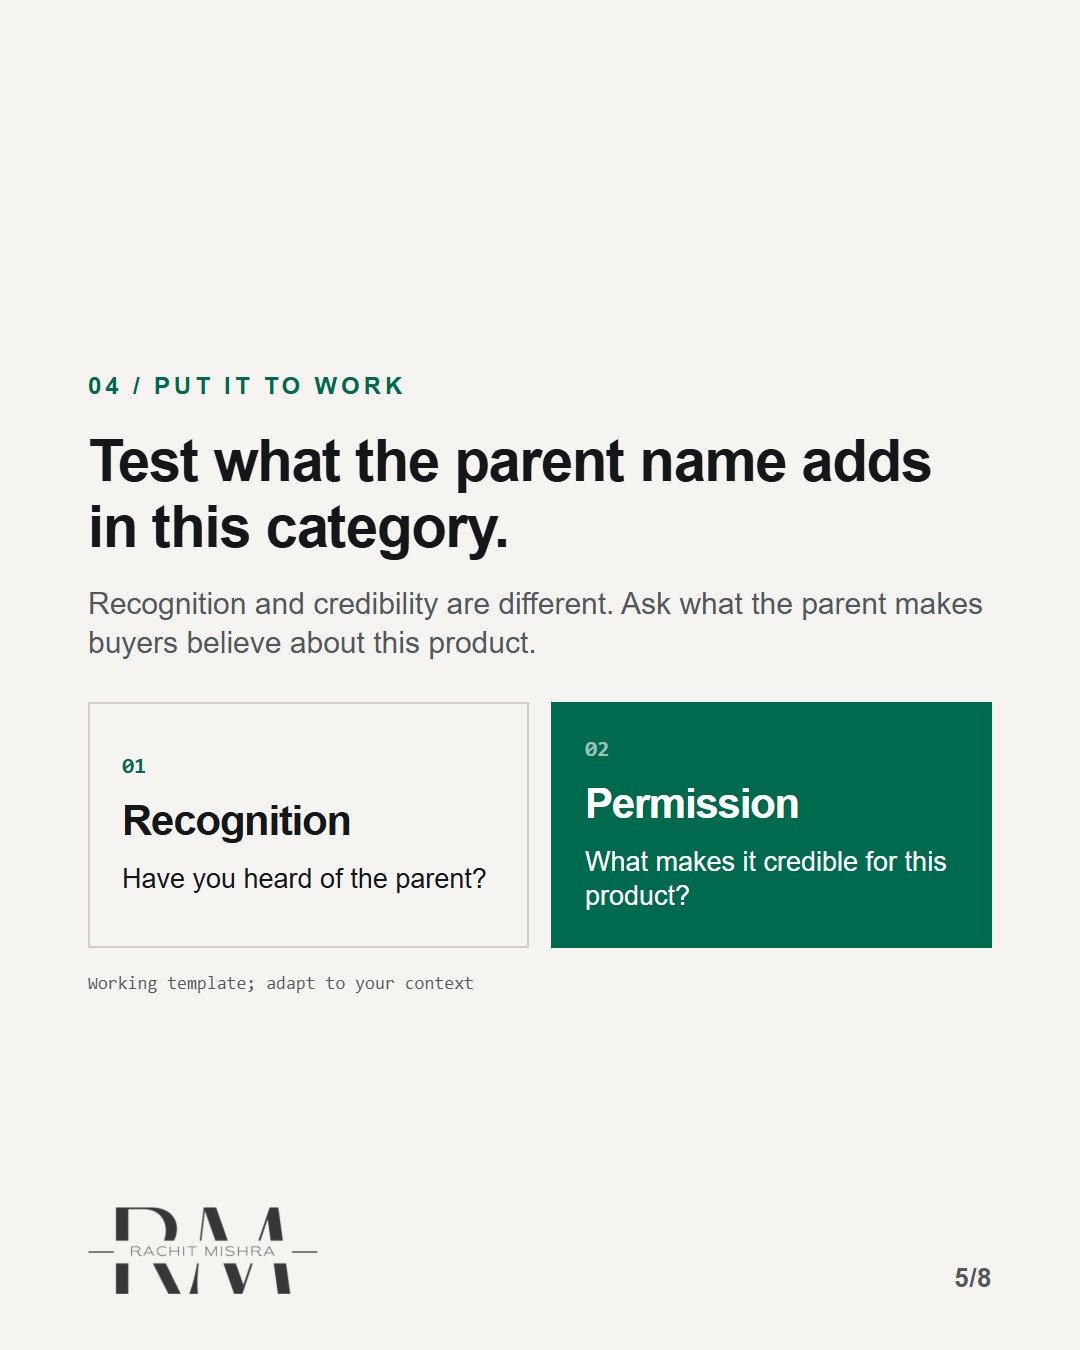 04 / PUT IT TO WORK
Test what the parent name adds
in this category.
Recognition and credibility are different. Ask what the parent makes
buyers believe about this product.
01
Recognition
Have you heard of the parent?
02
Permission
What makes it credible for this
product?
Working template; adapt to your context
RM
RACHIT MISHRA
5/8